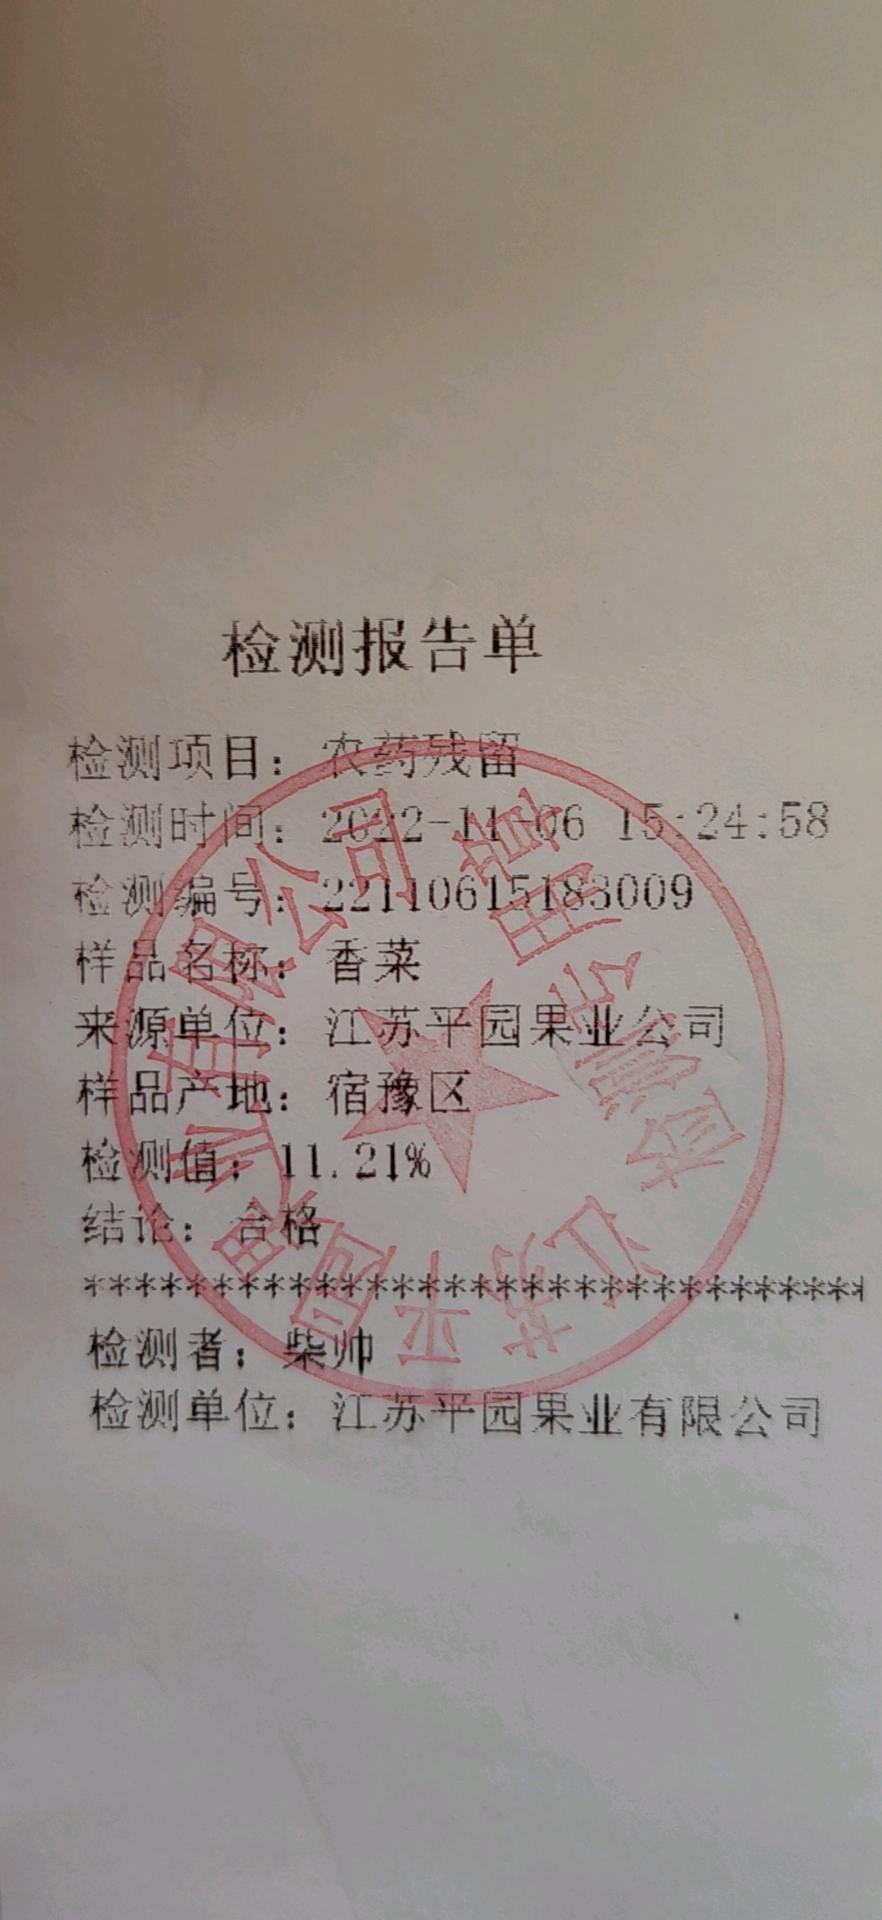 检测报告单
检测项目：农药残留
检测时间：2022-11-06 15:24:58
检测编号：22110615183009
样品名称：香菜
来源单位：江苏平园果业公司
样品产地：宿豫区
检测值：11.21%
结论：合格
*******************************
检测者：柴帅
检测单位：江苏平园果业有限公司
江苏平园果业有限公司
检测专用章